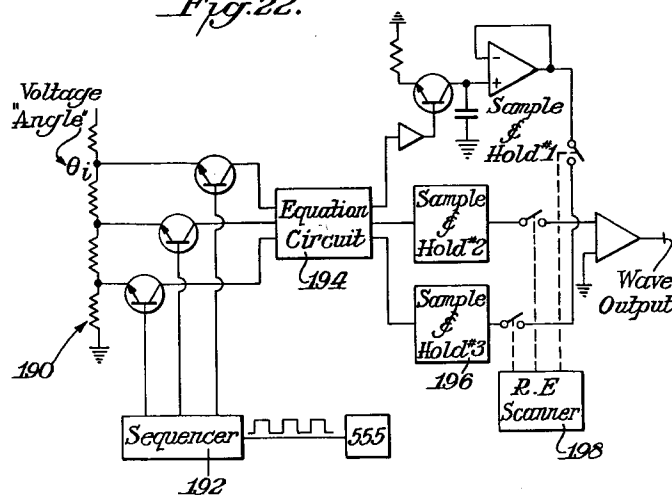 Fig. 22.
Voltage
"Angle"
θi
190
Sequencer
192
555
Equation
Circuit
194
Sample
&
Hold #1
Sample
&
Hold #2
Sample
&
Hold #3
196
-
+
Wave
Output
R.E
Scanner
198